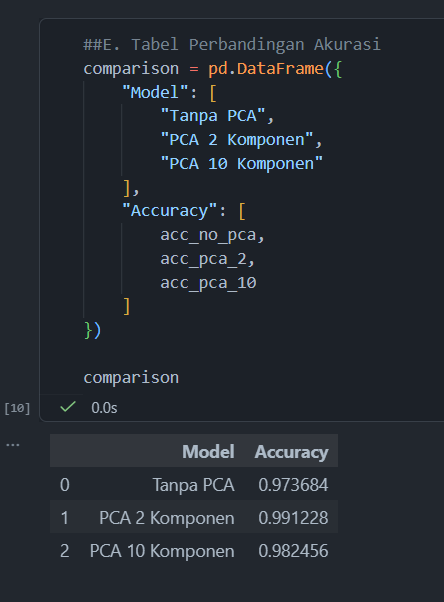 ##E. Tabel Perbandingan Akurasi
comparison = pd.DataFrame({
    "Model": [
        "Tanpa PCA",
        "PCA 2 Komponen",
        "PCA 10 Komponen"
    ],
    "Accuracy": [
        acc_no_pca,
        acc_pca_2,
        acc_pca_10
    ]
})

comparison
[10] 0.0s
...
Model Accuracy
0 Tanpa PCA 0.973684
1 PCA 2 Komponen 0.991228
2 PCA 10 Komponen 0.982456